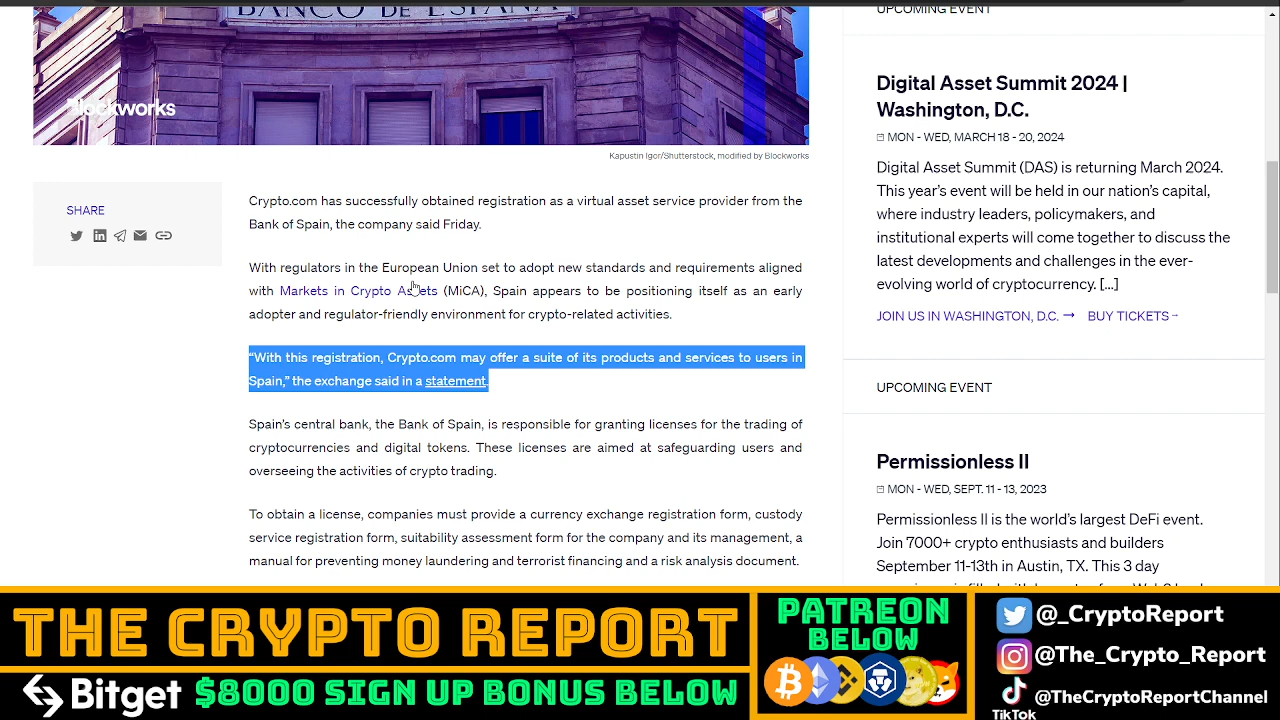 BANCO DE ESPAÑA
Blockworks
Kapustin Igor/Shutterstock, modified by Blockworks
SHARE
Crypto.com has successfully obtained registration as a virtual asset service provider from the
Bank of Spain, the company said Friday.
With regulators in the European Union set to adopt new standards and requirements aligned
with Markets in Crypto Assets (MiCA), Spain appears to be positioning itself as an early
adopter and regulator-friendly environment for crypto-related activities.
“With this registration, Crypto.com may offer a suite of its products and services to users in
Spain,” the exchange said in a statement.
Spain’s central bank, the Bank of Spain, is responsible for granting licenses for the trading of
cryptocurrencies and digital tokens. These licenses are aimed at safeguarding users and
overseeing the activities of crypto trading.
To obtain a license, companies must provide a currency exchange registration form, custody
service registration form, suitability assessment form for the company and its management, a
manual for preventing money laundering and terrorist financing and a risk analysis document.
UPCOMING EVENT
Digital Asset Summit 2024 |
Washington, D.C.
MON - WED, MARCH 18 - 20, 2024
Digital Asset Summit (DAS) is returning March 2024.
This year’s event will be held in our nation’s capital,
where industry leaders, policymakers, and
institutional experts will come together to discuss the
latest developments and challenges in the ever-
evolving world of cryptocurrency. [...]
JOIN US IN WASHINGTON, D.C. → BUY TICKETS→
UPCOMING EVENT
Permissionless II
MON - WED, SEPT. 11 - 13, 2023
Permissionless II is the world’s largest DeFi event.
Join 7000+ crypto enthusiasts and builders
September 11-13th in Austin, TX. This 3 day
THE CRYPTO REPORT
Bitget $8000 SIGN UP BONUS BELOW
PATREON
BELOW
@_CryptoReport
@The_Crypto_Report
@TheCryptoReportChannel
TikTok